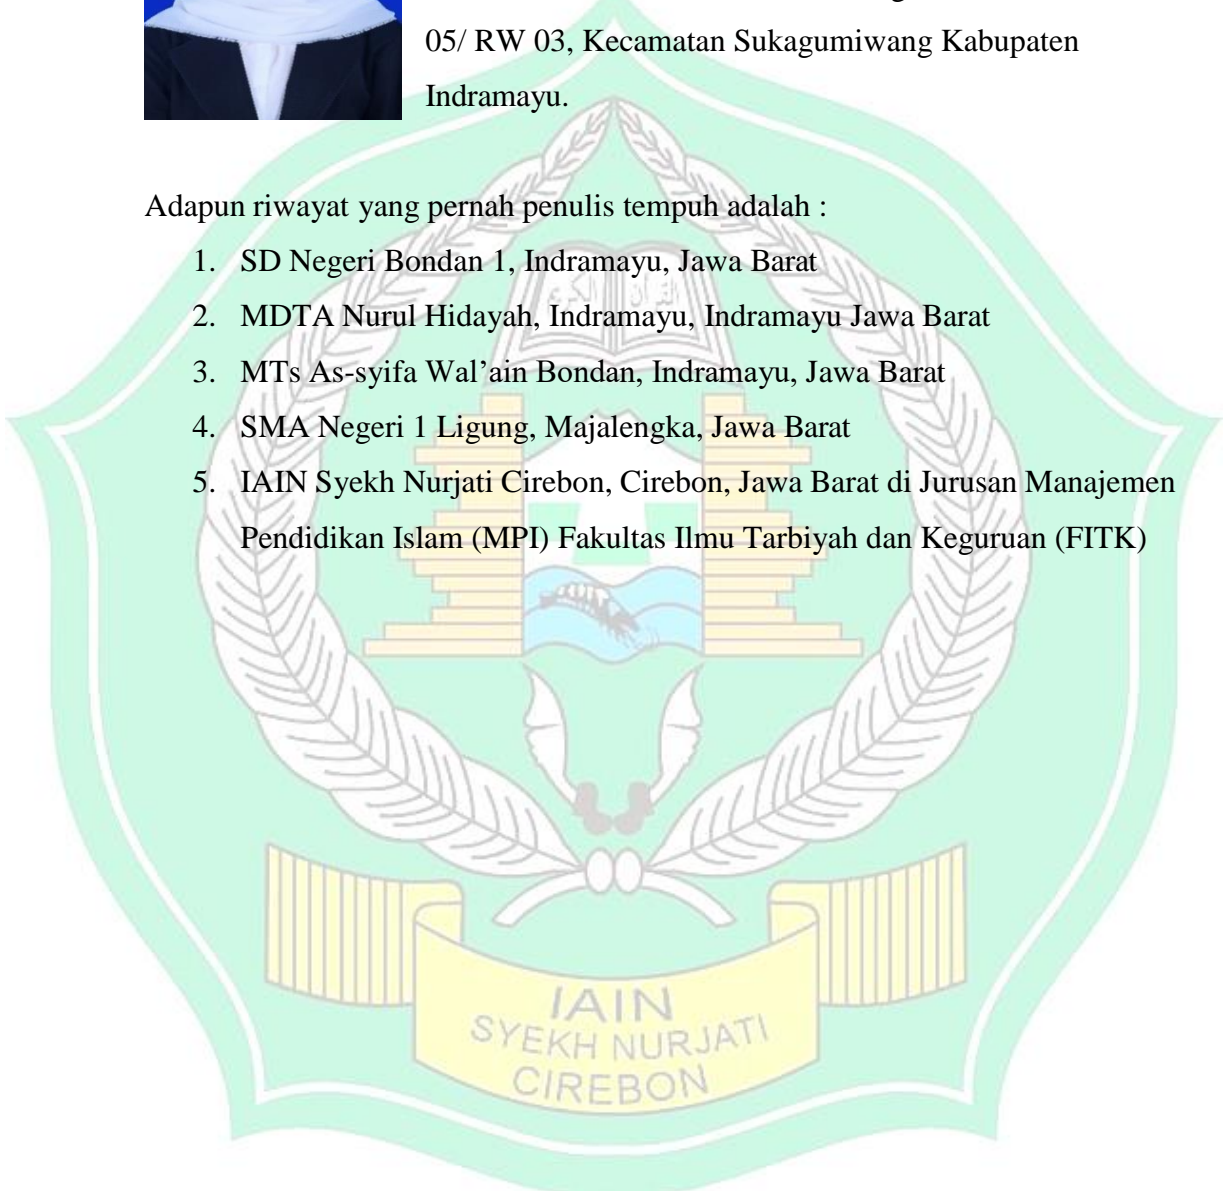 05/ RW 03, Kecamatan Sukagumiwang Kabupaten
Indramayu.
Adapun riwayat yang pernah penulis tempuh adalah :
1. SD Negeri Bondan 1, Indramayu, Jawa Barat
2. MDTA Nurul Hidayah, Indramayu, Indramayu Jawa Barat
3. MTs As-syifa Wal’ain Bondan, Indramayu, Jawa Barat
4. SMA Negeri 1 Ligung, Majalengka, Jawa Barat
5. IAIN Syekh Nurjati Cirebon, Cirebon, Jawa Barat di Jurusan Manajemen
Pendidikan Islam (MPI) Fakultas Ilmu Tarbiyah dan Keguruan (FITK)
IAIN
SYEKH NURJATI
CIREBON